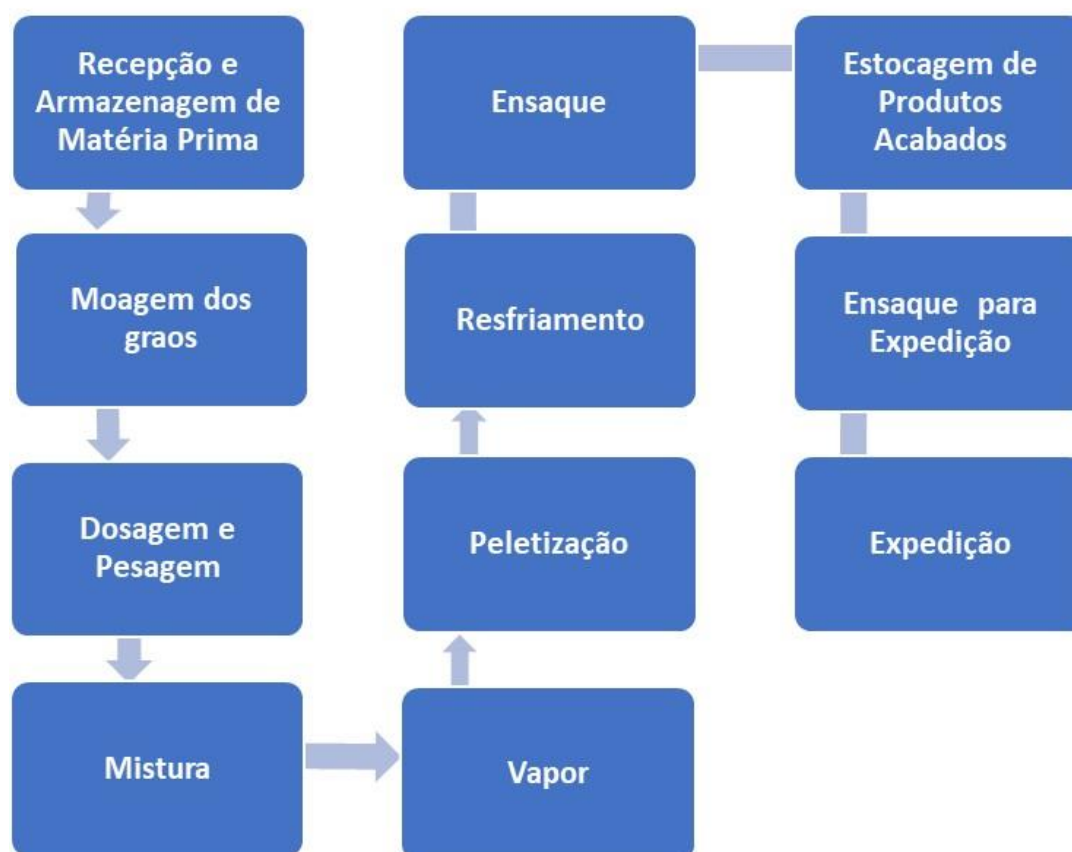 Recepção e
Armazenagem de
Matéria Prima
Moagem dos
graos
Dosagem e
Pesagem
Mistura
Vapor
Peletização
Resfriamento
Ensaque
Estocagem de
Produtos
Acabados
Ensaque para
Expedição
Expedição